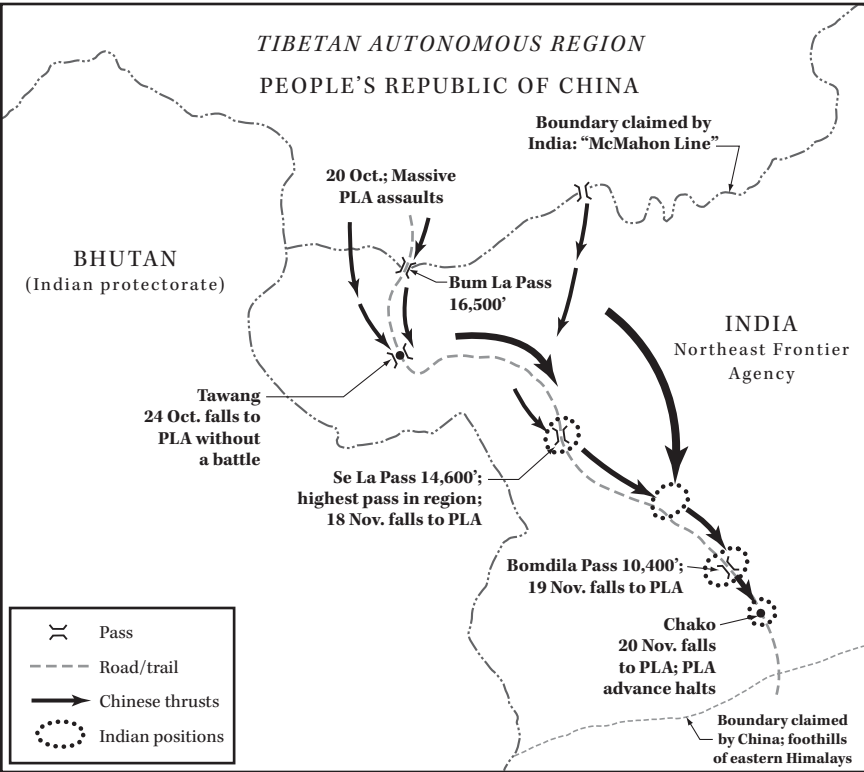 TIBETAN AUTONOMOUS REGION
PEOPLE'S REPUBLIC OF CHINA
Boundary claimed by
India: “McMahon Line”
20 Oct.; Massive
PLA assaults
BHUTAN
(Indian protectorate)
Bum La Pass
16,500'
INDIA
Northeast Frontier
Agency
Tawang
24 Oct. falls to
PLA without
a battle
Se La Pass 14,600';
highest pass in region;
18 Nov. falls to PLA
Bomdila Pass 10,400';
19 Nov. falls to PLA
Chako
20 Nov. falls
to PLA; PLA
advance halts
Pass
Road/trail
Chinese thrusts
Indian positions
Boundary claimed
by China; foothills
of eastern Himalays